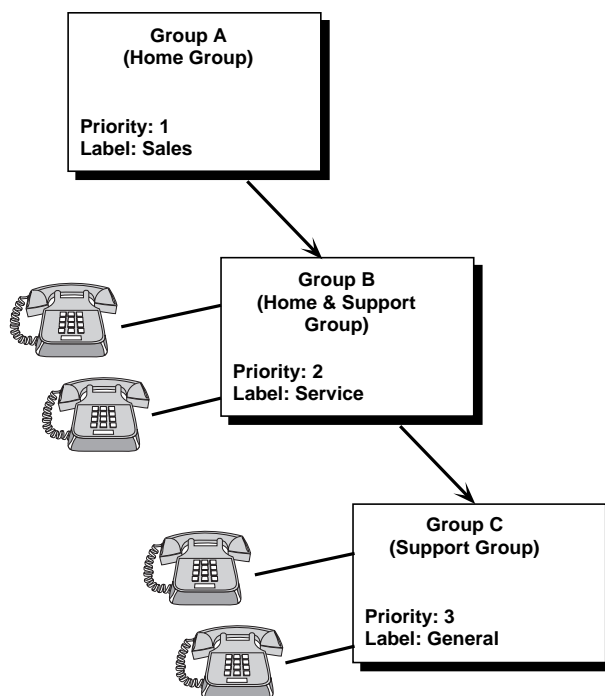 Group A
(Home Group)
Priority: 1
Label: Sales
Group B
(Home & Support
Group)
Priority: 2
Label: Service
Group C
(Support Group)
Priority: 3
Label: General